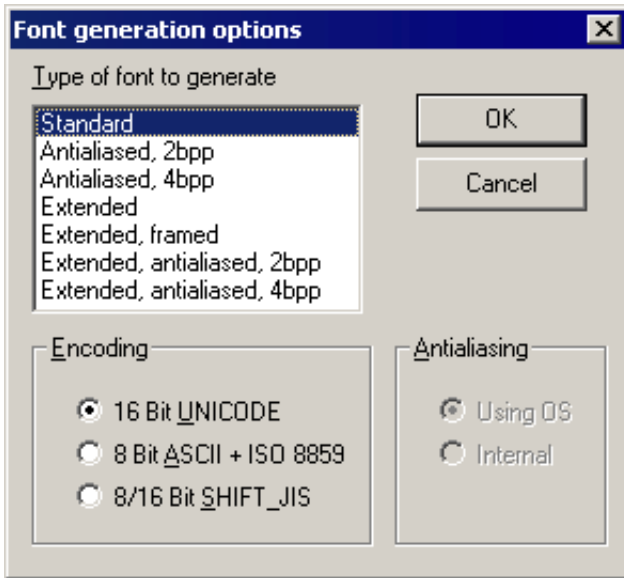 Font generation options
Type of font to generate
Standard
Antialiased, 2bpp
Antialiased, 4bpp
Extended
Extended, framed
Extended, antialiased, 2bpp
Extended, antialiased, 4bpp
OK
Cancel
Encoding
16 Bit UNICODE
8 Bit ASCII + ISO 8859
8/16 Bit SHIFT_JIS
Antialiasing
Using OS
Internal